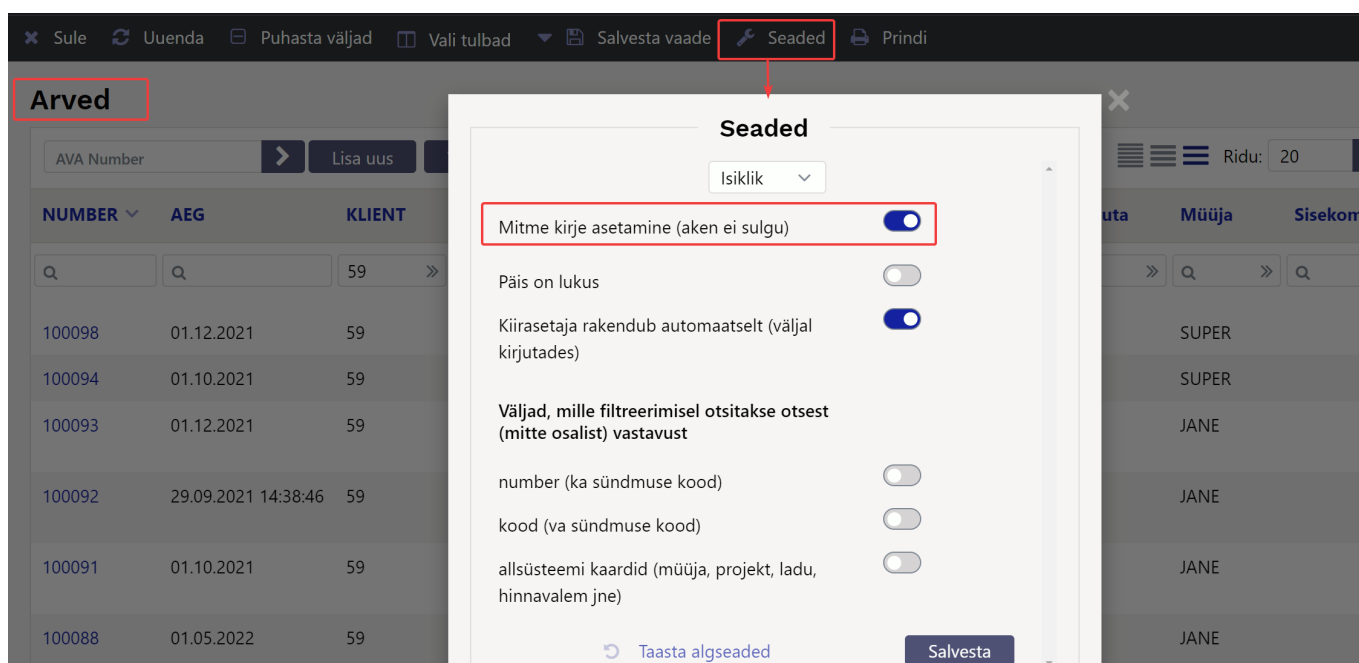 Sule Uuenda Puhasta väljad Vali tulbad Salvesta vaade Seaded Prindi
Arved
AVA Number Lisa uus Ridu: 20
NUMBER AEG KLIENT uta Müüja Sisekom
59
100098 01.12.2021 59 SUPER
100094 01.10.2021 59 SUPER
100093 01.12.2021 59 JANE
100092 29.09.2021 14:38:46 59 JANE
100091 01.10.2021 59 JANE
100088 01.05.2022 59 JANE
Seaded
Isiklik
Mitme kirje asetamine (aken ei sulgu)
Päis on lukus
Kiirasetaja rakendub automaatselt (väljal
kirjutades)
Väljad, mille filtreerimisel otsitakse otsest
(mitte osalist) vastavust
number (ka sündmuse kood)
kood (va sündmuse kood)
allsüsteemi kaardid (müüja, projekt, ladu,
hinnavalem jne)
Taasta algseaded Salvesta